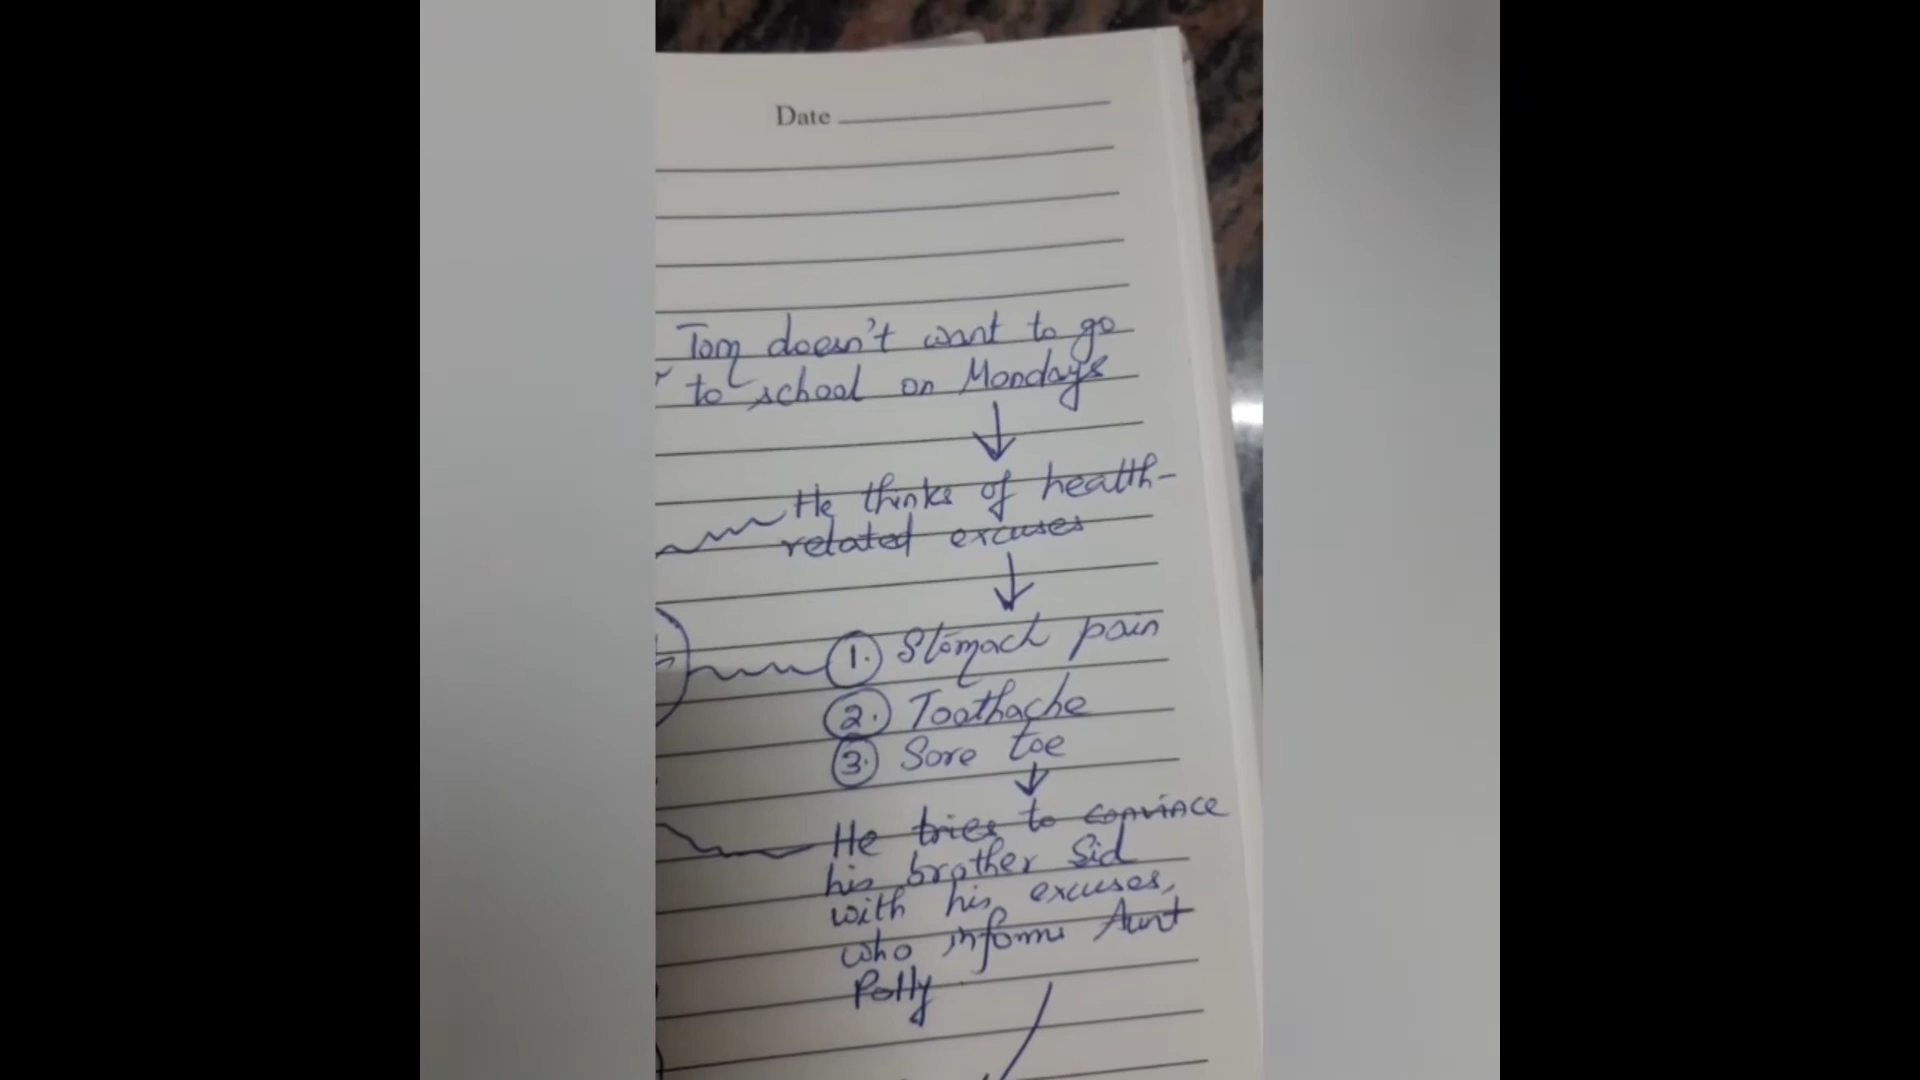 Date
Tom doesn't want to go
to school on Mondays
He thinks of health-
related excuses
1. Stomach pain
2. Toothache
3. Sore toe
He tries to convince
his brother Sid
with his excuses,
who informs Aunt
Polly.